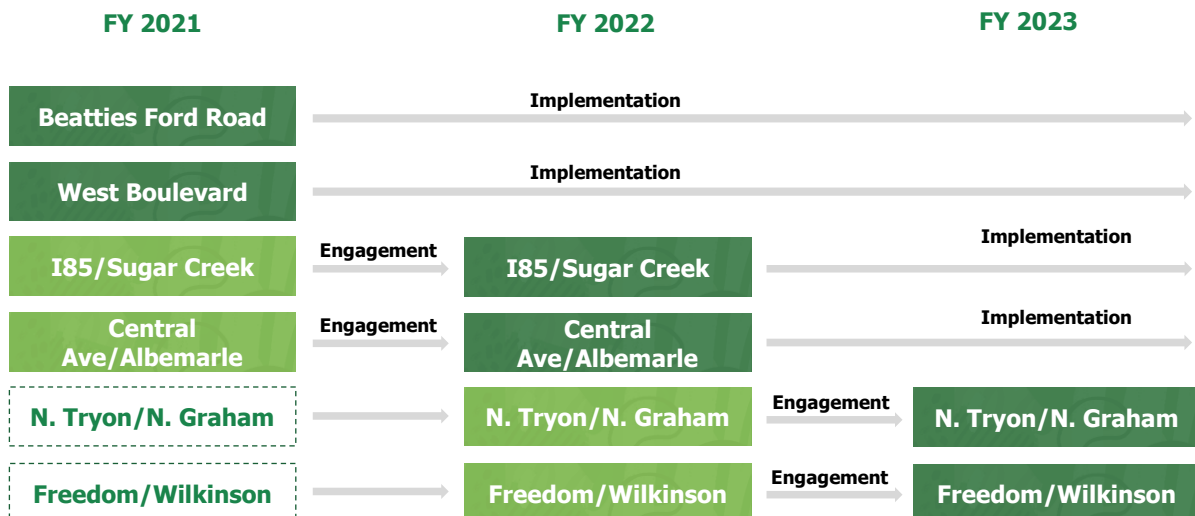 FY 2021 FY 2022 FY 2023
Beatties Ford Road Implementation
West Boulevard Implementation
I85/Sugar Creek Engagement I85/Sugar Creek Implementation
Central
Ave/Albemarle Engagement Central
Ave/Albemarle Implementation
N. Tryon/N. Graham N. Tryon/N. Graham Engagement N. Tryon/N. Graham
Freedom/Wilkinson Freedom/Wilkinson Engagement Freedom/Wilkinson